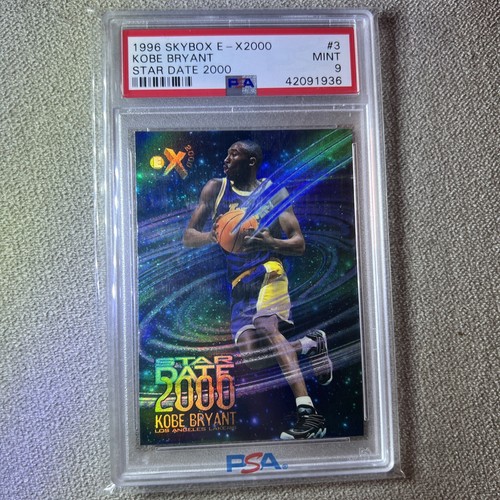 1996 SKYBOX E-X2000 #3
KOBE BRYANT MINT
STAR DATE 2000 9
PSA 42091936
E X 2000
STAR
DATE
2000
KOBE BRYANT
LOS ANGELES LAKERS
PSA